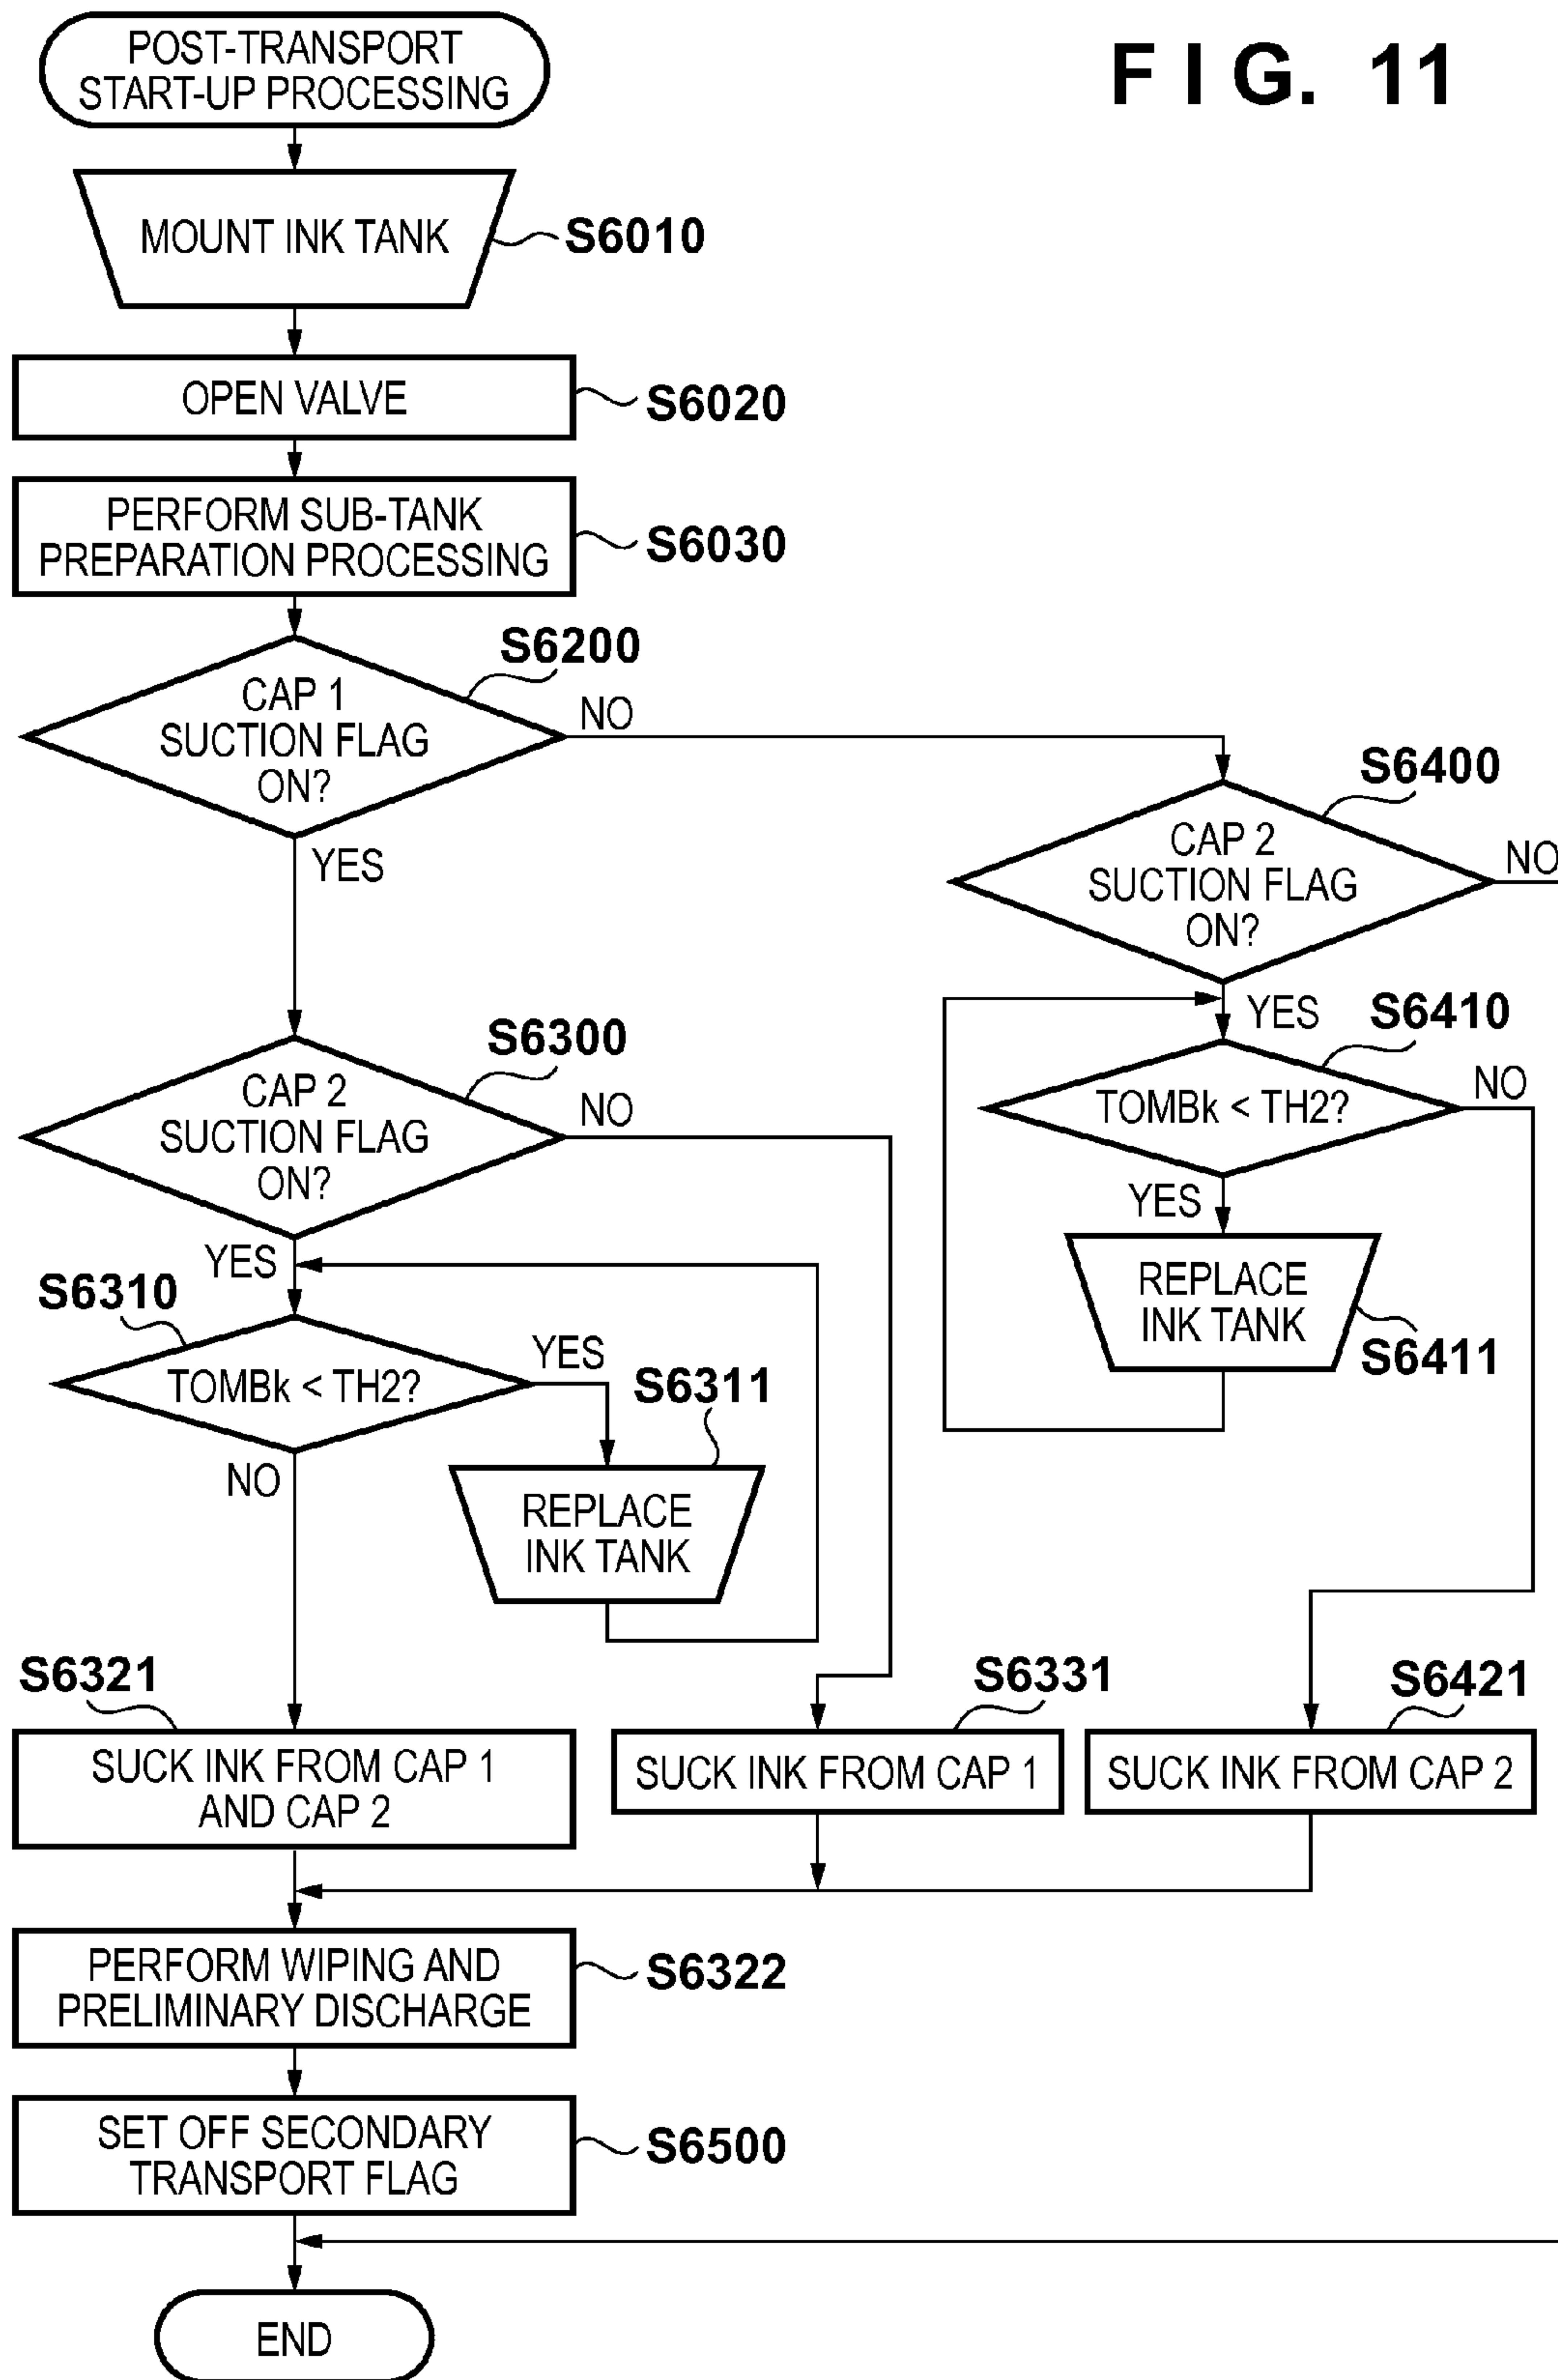 POST-TRANSPORT
START-UP PROCESSING
F I G. 11
MOUNT INK TANK
S6010
OPEN VALVE
S6020
PERFORM SUB-TANK
PREPARATION PROCESSING
S6030
S6200
CAP 1
SUCTION FLAG
ON?
NO
YES
S6400
CAP 2
SUCTION FLAG
ON?
NO
YES
S6410
TOMBk < TH2?
NO
YES
REPLACE
INK TANK
S6411
S6300
CAP 2
SUCTION FLAG
ON?
NO
YES
S6310
TOMBk < TH2?
YES
NO
S6311
REPLACE
INK TANK
S6321
SUCK INK FROM CAP 1
AND CAP 2
S6331
SUCK INK FROM CAP 1
S6421
SUCK INK FROM CAP 2
PERFORM WIPING AND
PRELIMINARY DISCHARGE
S6322
SET OFF SECONDARY
TRANSPORT FLAG
S6500
END